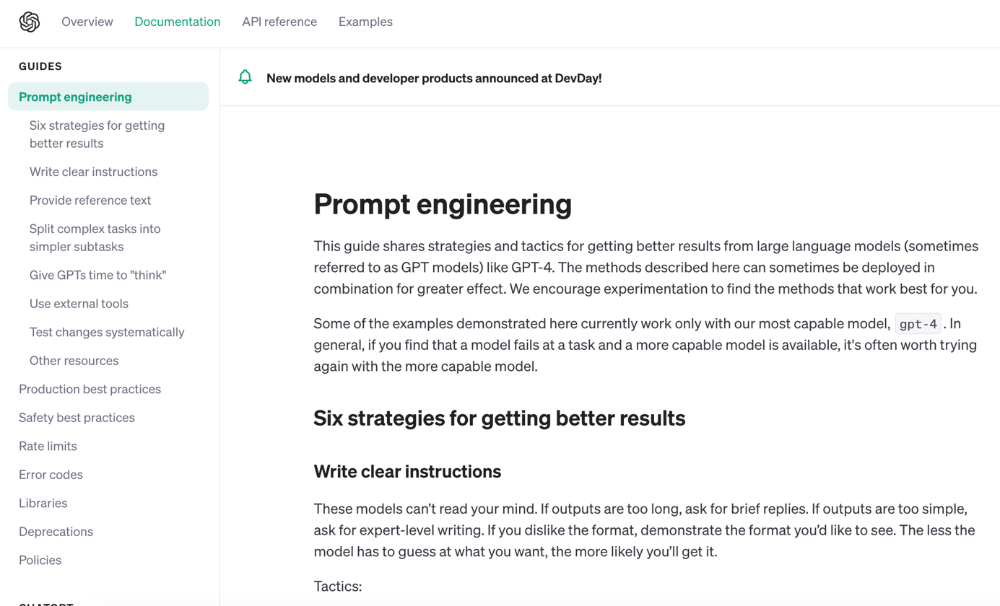 Overview Documentation API reference Examples
GUIDES
Prompt engineering
Six strategies for getting
better results
Write clear instructions
Provide reference text
Split complex tasks into
simpler subtasks
Give GPTs time to "think"
Use external tools
Test changes systematically
Other resources
Production best practices
Safety best practices
Rate limits
Error codes
Libraries
Deprecations
Policies
CHATGPT
New models and developer products announced at DevDay!
Prompt engineering
This guide shares strategies and tactics for getting better results from large language models (sometimes
referred to as GPT models) like GPT-4. The methods described here can sometimes be deployed in
combination for greater effect. We encourage experimentation to find the methods that work best for you.
Some of the examples demonstrated here currently work only with our most capable model, gpt-4. In
general, if you find that a model fails at a task and a more capable model is available, it's often worth trying
again with the more capable model.
Six strategies for getting better results
Write clear instructions
These models can’t read your mind. If outputs are too long, ask for brief replies. If outputs are too simple,
ask for expert-level writing. If you dislike the format, demonstrate the format you’d like to see. The less the
model has to guess at what you want, the more likely you’ll get it.
Tactics: